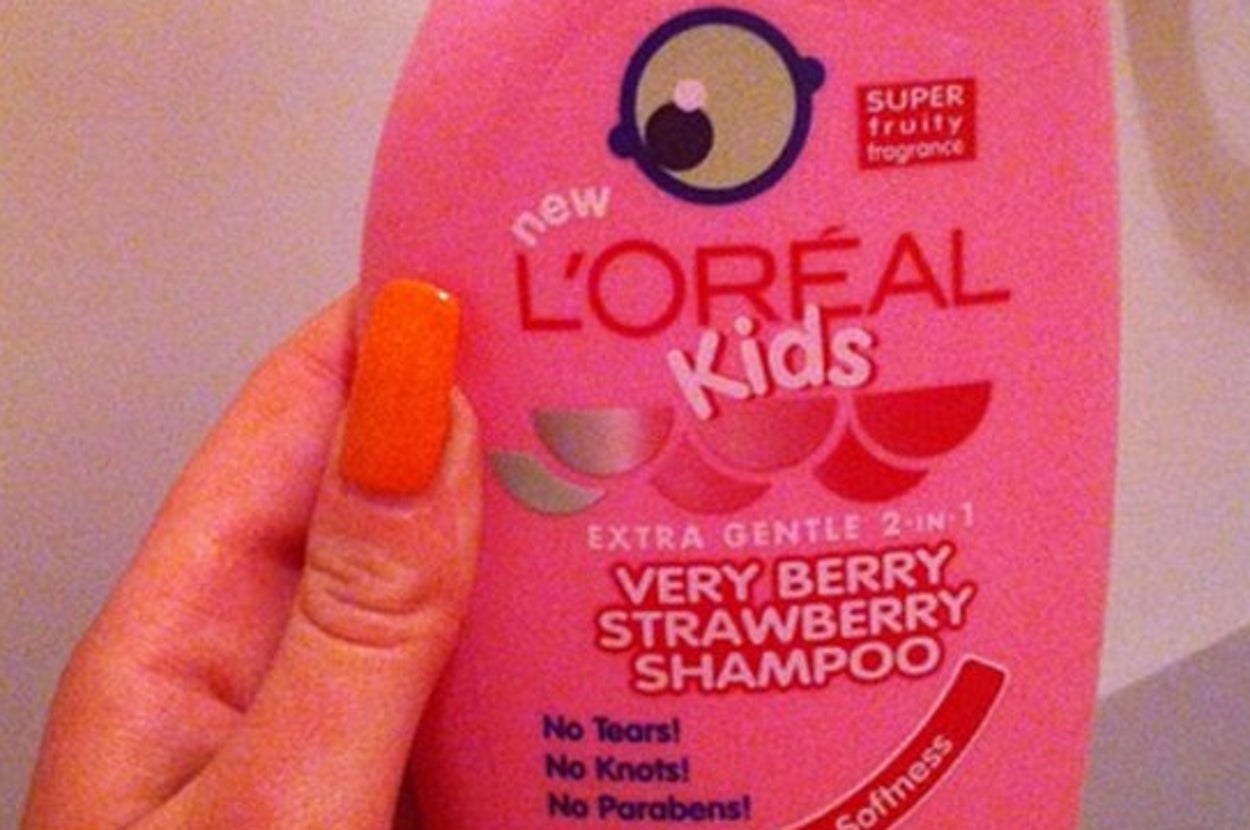 SUPER
fruity
fragrance
new
L'ORÉAL
Kids
EXTRA GENTLE 2-IN-1
VERY BERRY
STRAWBERRY
SHAMPOO
No Tears!
No Knots!
No Parabens!
Softness